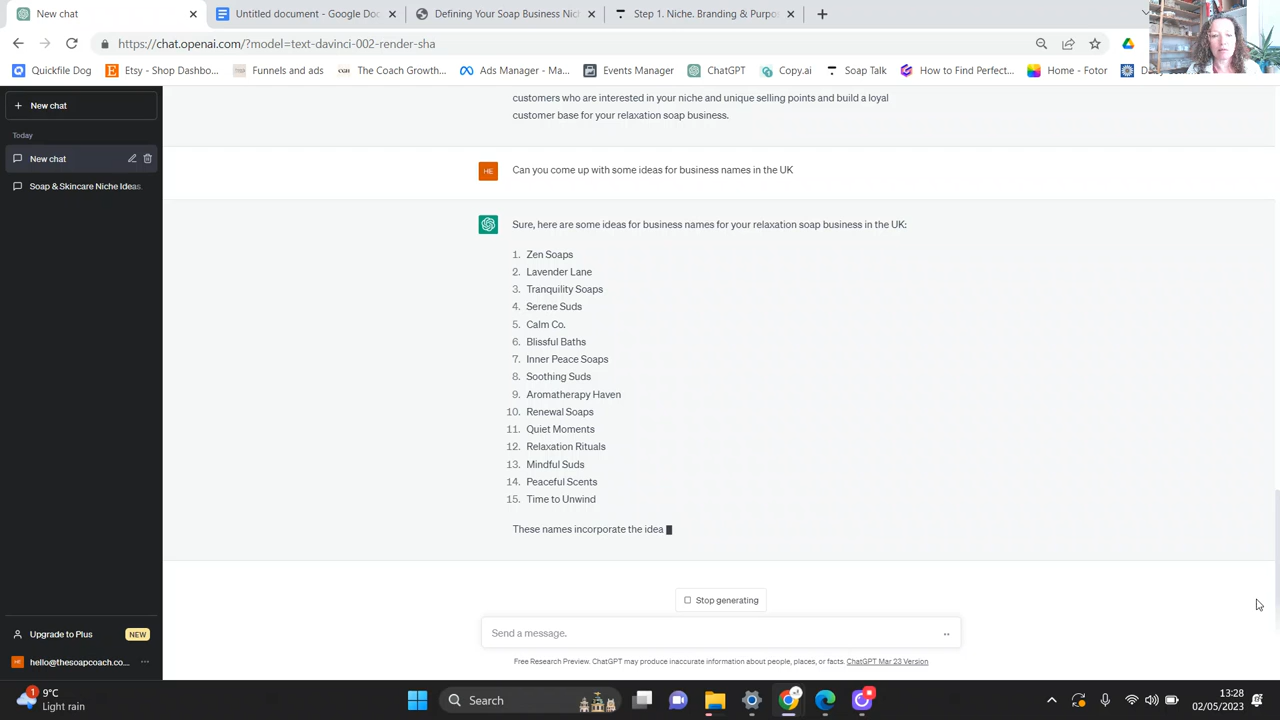 New chat
Untitled document - Google Do
Defining Your Soap Business Nic
Step 1. Niche. Branding & Purpo
https://chat.openai.com/?model=text-davinci-002-render-sha
Quickfile Dog
Etsy - Shop Dashbo...
Funnels and ads
The Coach Growth...
Ads Manager - Ma...
Events Manager
ChatGPT
Copy.ai
Soap Talk
How to Find Perfect...
Home - Fotor
New chat
Today
New chat
Soap & Skincare Niche Ideas
customers who are interested in your niche and unique selling points and build a loyal
customer base for your relaxation soap business.
HE
Can you come up with some ideas for business names in the UK
Sure, here are some ideas for business names for your relaxation soap business in the UK:
1. Zen Soaps
2. Lavender Lane
3. Tranquility Soaps
4. Serene Suds
5. Calm Co.
6. Blissful Baths
7. Inner Peace Soaps
8. Soothing Suds
9. Aromatherapy Haven
10. Renewal Soaps
11. Quiet Moments
12. Relaxation Rituals
13. Mindful Suds
14. Peaceful Scents
15. Time to Unwind
These names incorporate the idea
Stop generating
Send a message.
Free Research Preview. ChatGPT may produce inaccurate information about people, places, or facts. ChatGPT Mar 23 Version
Upgrade to Plus
NEW
HE
hello@thesoapcoach.co...
1
9°C
Light rain
Search
13:28
02/05/2023